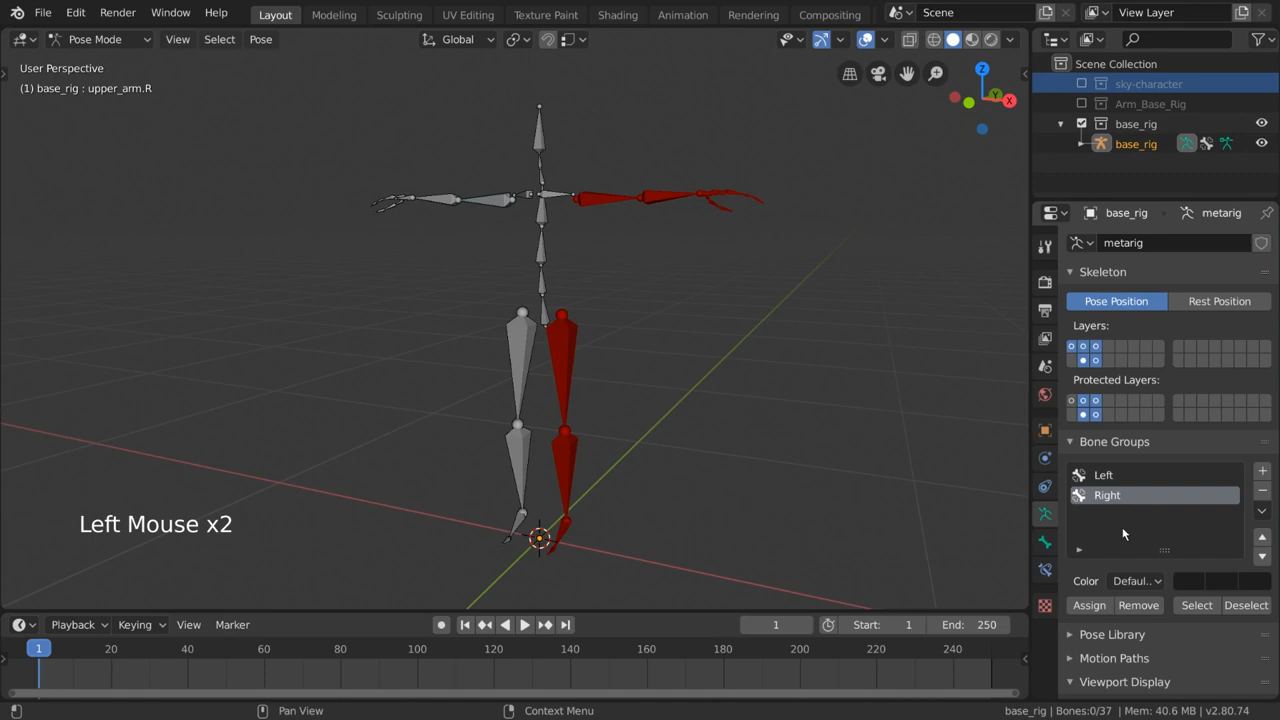 File Edit Render Window Help Layout Modeling Sculpting UV Editing Texture Paint Shading Animation Rendering Compositing Scene View Layer
Pose Mode View Select Pose Global
User Perspective
(1) base_rig : upper_arm.R
Z
Y
X
Scene Collection
sky-character
Arm_Base_Rig
base_rig
base_rig
base_rig metarig
metarig
Skeleton
Pose Position Rest Position
Layers:
Protected Layers:
Bone Groups
Left
Right
Color Defaul..
Assign Remove Select Deselect
Pose Library
Motion Paths
Viewport Display
Left Mouse x2
Playback Keying View Marker 1 Start: 1 End: 250
1 20 40 60 80 100 120 140 160 180 200 220 240
Pan View Context Menu base_rig | Bones:0/37 | Mem: 40.6 MB | v2.80.74